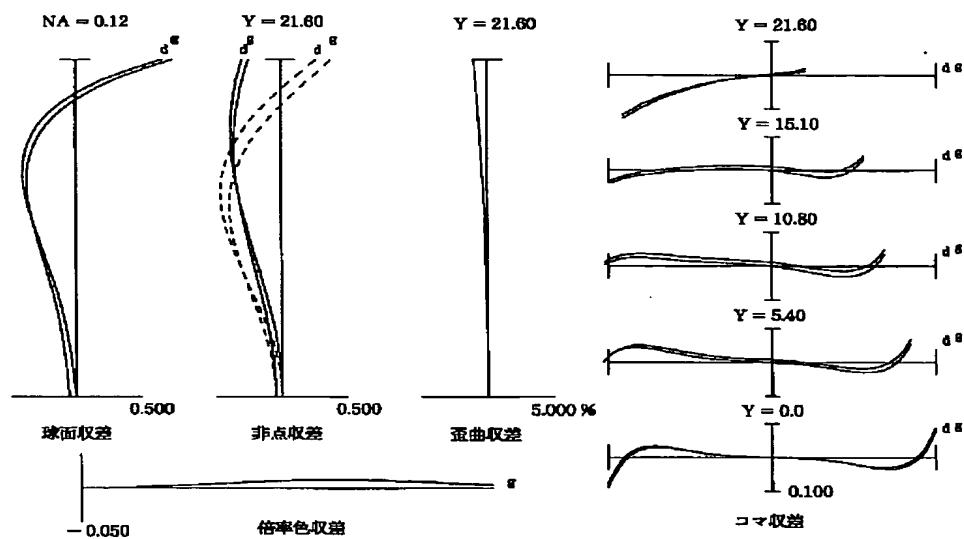 NA = 0.12
d g
0.500
球面収差
Y = 21.60
d g
g
0.500
非点収差
Y = 21.60
5.000 %
歪曲収差
g
-0.050
倍率色収差
Y = 21.60
d g
Y = 15.10
d g
Y = 10.80
d g
Y = 5.40
d g
Y = 0.0
d g
0.100
コマ収差